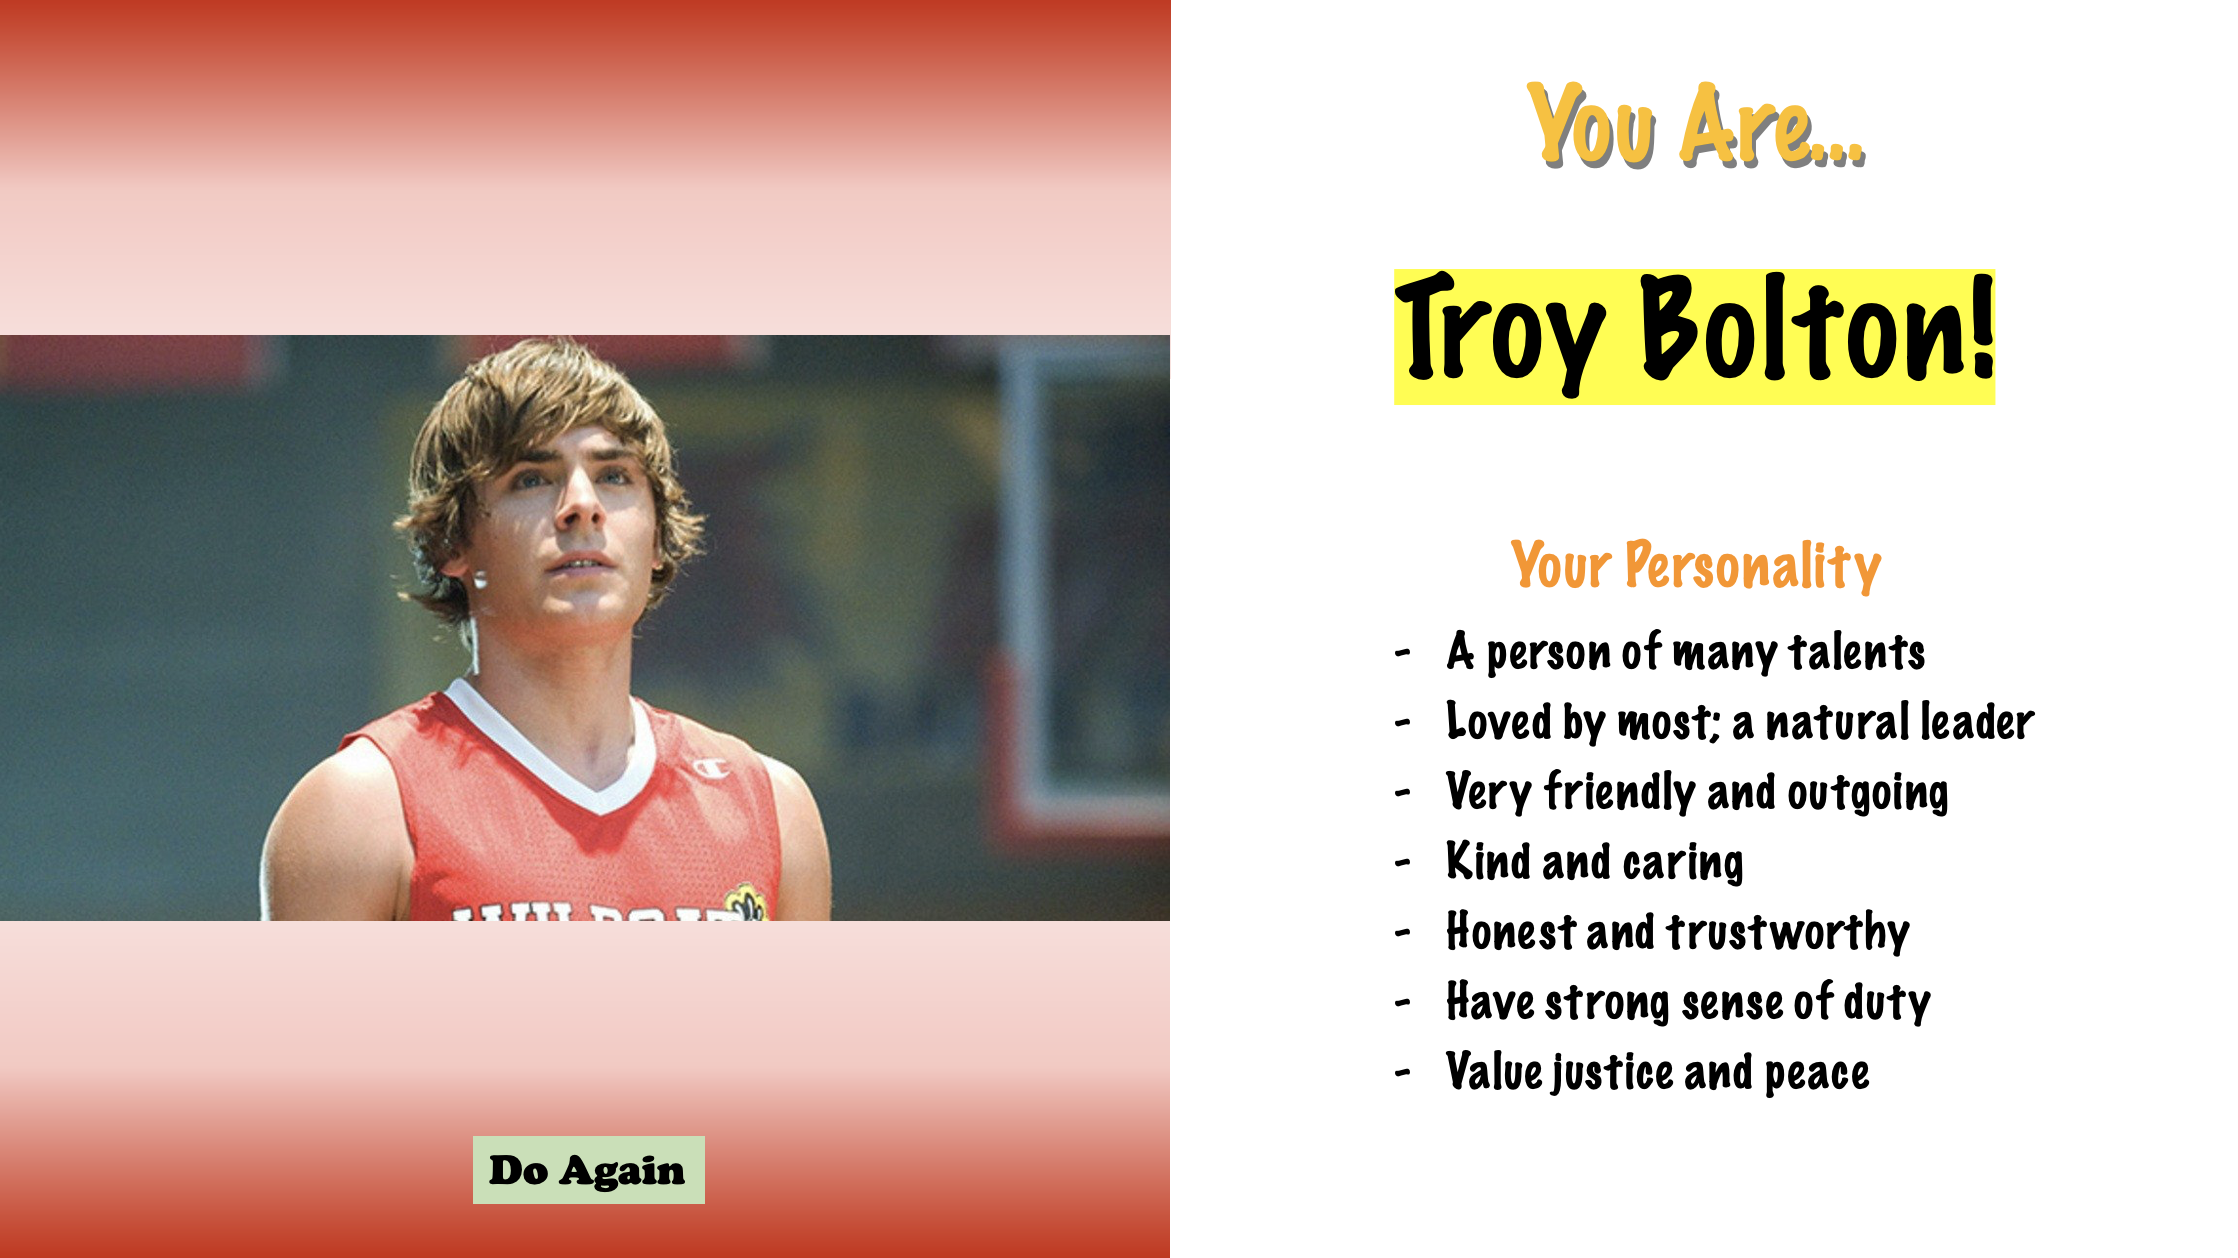 You Are...
Troy Bolton!
Your Personality
- A person of many talents
- Loved by most; a natural leader
- Very friendly and outgoing
- Kind and caring
- Honest and trustworthy
- Have strong sense of duty
- Value justice and peace
Do Again